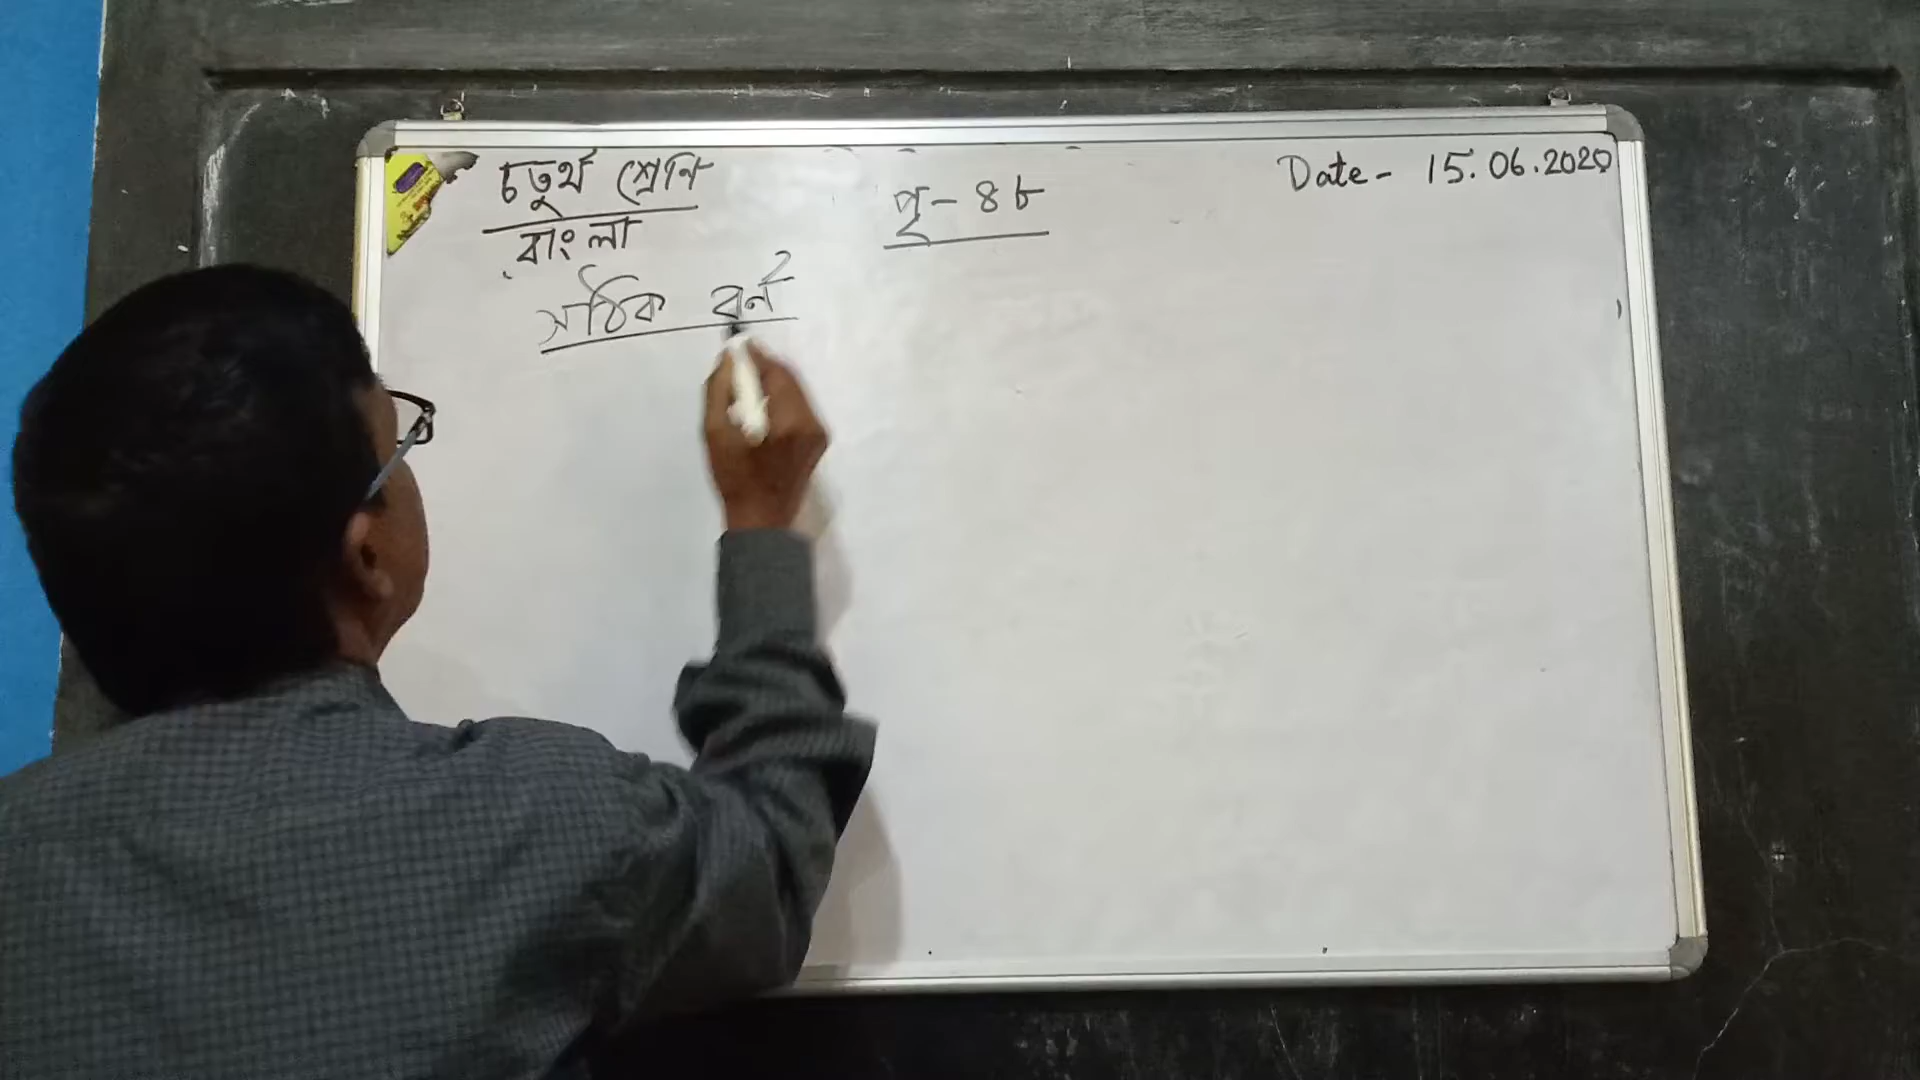 চতুর্থ শ্রেণি
বাংলা
পৃ - ৪৮
Date - 15.06.2020
সঠিক বর্ন